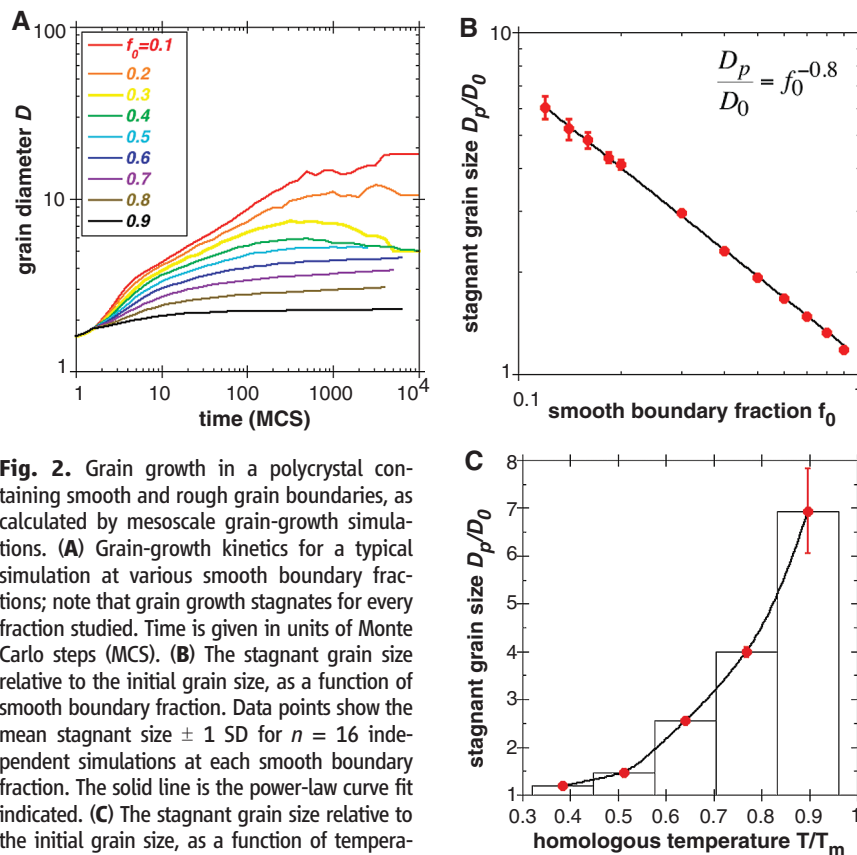 A
100
10
1
grain diameter D
f0=0.1
0.2
0.3
0.4
0.5
0.6
0.7
0.8
0.9
1
10
100
1000
10^4
time (MCS)
B
10
1
stagnant grain size Dp/D0
Dp/D0 = f0^-0.8
0.1
1
smooth boundary fraction f0
Fig. 2. Grain growth in a polycrystal con-
taining smooth and rough grain boundaries, as
calculated by mesoscale grain-growth simula-
tions. (A) Grain-growth kinetics for a typical
simulation at various smooth boundary frac-
tions; note that grain growth stagnates for every
fraction studied. Time is given in units of Monte
Carlo steps (MCS). (B) The stagnant grain size
relative to the initial grain size, as a function of
smooth boundary fraction. Data points show the
mean stagnant size ± 1 SD for n = 16 inde-
pendent simulations at each smooth boundary
fraction. The solid line is the power-law curve fit
indicated. (C) The stagnant grain size relative to
the initial grain size, as a function of tempera-
C
8
7
6
5
4
3
2
1
stagnant grain size Dp/D0
0.3
0.4
0.5
0.6
0.7
0.8
0.9
1
homologous temperature T/Tm